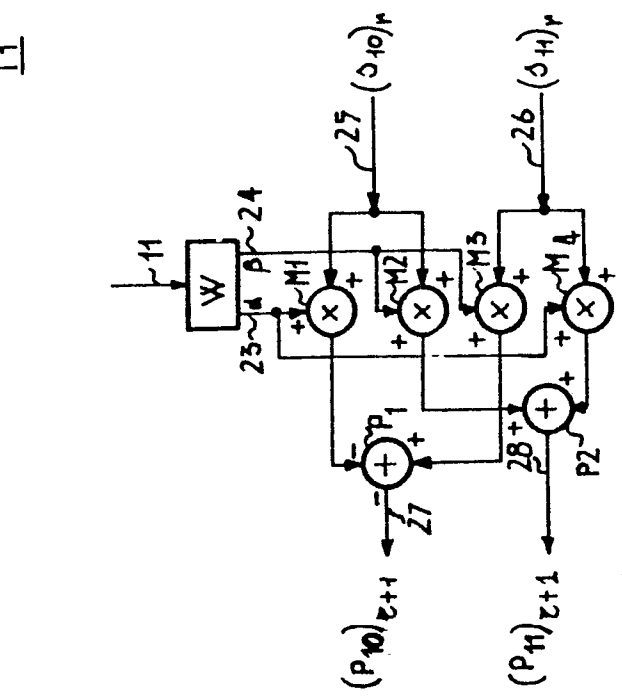 11
W
α
β
23
24
(s10)r
25
(s11)r
26
M1
M2
M3
M4
x
x
x
x
+
+
+
+
+
+
+
+
P1
+
-
+
-
27
(P10)r+1
P2
+
+
+
28
(P11)r+1